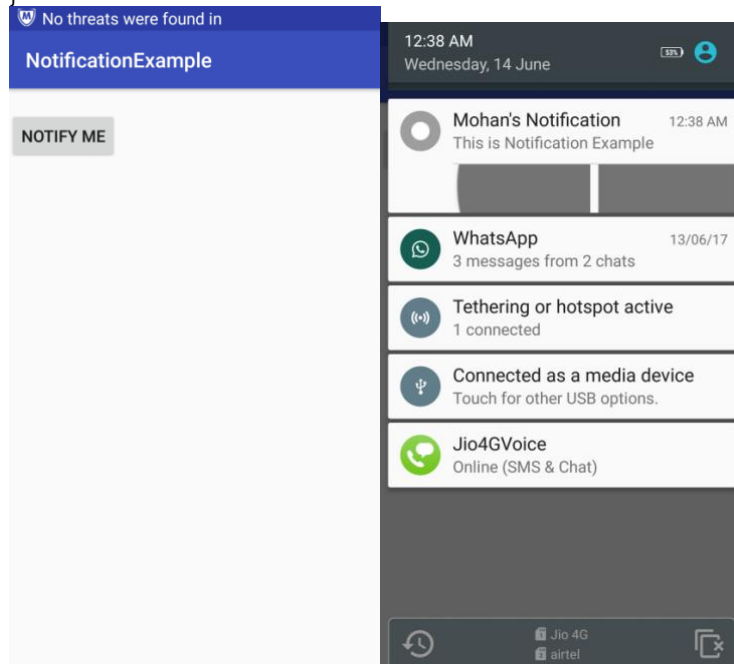 No threats were found in
NotificationExample
NOTIFY ME
12:38 AM
Wednesday, 14 June
53%
Mohan's Notification 12:38 AM
This is Notification Example
WhatsApp 13/06/17
3 messages from 2 chats
Tethering or hotspot active
1 connected
Connected as a media device
Touch for other USB options.
Jio4GVoice
Online (SMS & Chat)
Jio 4G
airtel